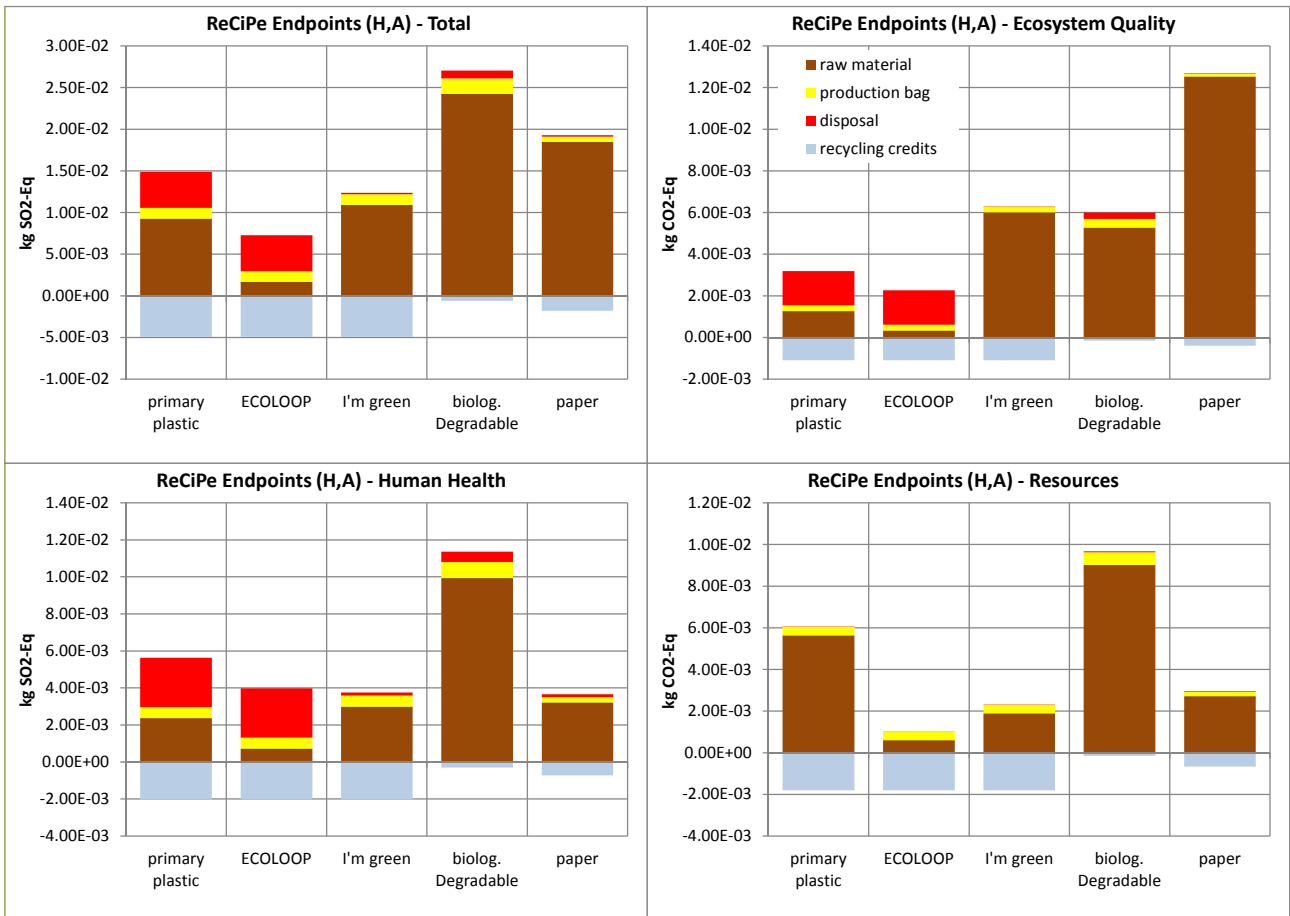 ReCiPe Endpoints (H,A) - Total
3.00E-02
2.50E-02
2.00E-02
1.50E-02
1.00E-02
5.00E-03
0.00E+00
-5.00E-03
-1.00E-02
kg SO2-Eq
primary plastic
ECOLOOP
I'm green
biolog. Degradable
paper
ReCiPe Endpoints (H,A) - Ecosystem Quality
1.40E-02
1.20E-02
1.00E-02
8.00E-03
6.00E-03
4.00E-03
2.00E-03
0.00E+00
-2.00E-03
kg CO2-Eq
raw material
production bag
disposal
recycling credits
primary plastic
ECOLOOP
I'm green
biolog. Degradable
paper
ReCiPe Endpoints (H,A) - Human Health
1.40E-02
1.20E-02
1.00E-02
8.00E-03
6.00E-03
4.00E-03
2.00E-03
0.00E+00
-2.00E-03
-4.00E-03
kg SO2-Eq
primary plastic
ECOLOOP
I'm green
biolog. Degradable
paper
ReCiPe Endpoints (H,A) - Resources
1.20E-02
1.00E-02
8.00E-03
6.00E-03
4.00E-03
2.00E-03
0.00E+00
-2.00E-03
-4.00E-03
kg CO2-Eq
primary plastic
ECOLOOP
I'm green
biolog. Degradable
paper